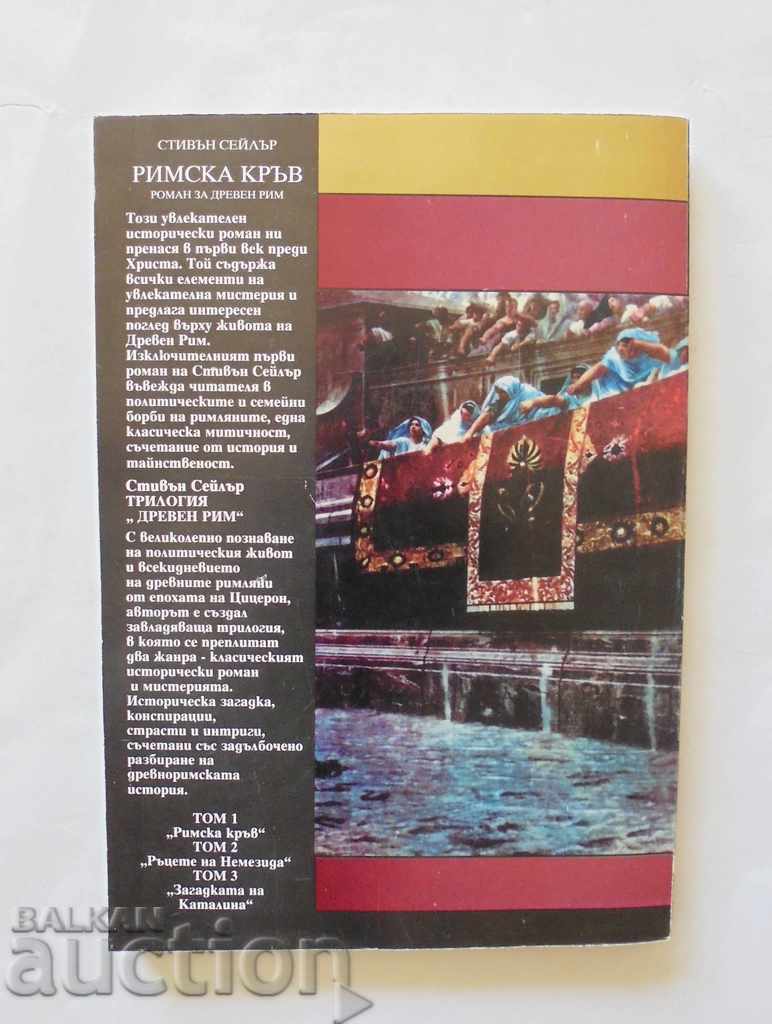 СТИВЪН СЕЙЛЪР
РИМСКА КРЪВ
РОМАН ЗА ДРЕВЕН РИМ
Този увлекателен
исторически роман ни
пренася в първи век преди
Христа. Той съдържа
всички елементи на
увлекателна мистерия и
предлага интересен
поглед върху живота на
Древен Рим.
Изключителният първи
роман на Стивън Сейлър
въвежда читателя в
политическите и семейни
борби на римляните, една
класическа митичност,
съчетание от история и
тайнственост.
Стивън Сейлър
ТРИЛОГИЯ
„ ДРЕВЕН РИМ“
С великолепно познаване
на политическия живот
и всекидневието
на древните римляни
от епохата на Цицерон,
авторът е създал
завладяваща трилогия,
в която се преплитат
два жанра - класическият
исторически роман
и мистерията.
Историческа загадка,
конспирации,
страсти и интриги,
съчетани със задълбочено
разбиране на
древноримската
история.
ТОМ 1
„Римска кръв“
ТОМ 2
„Ръцете на Немезида“
ТОМ 3
„Загадката на
Каталина“
BALKAN
auction